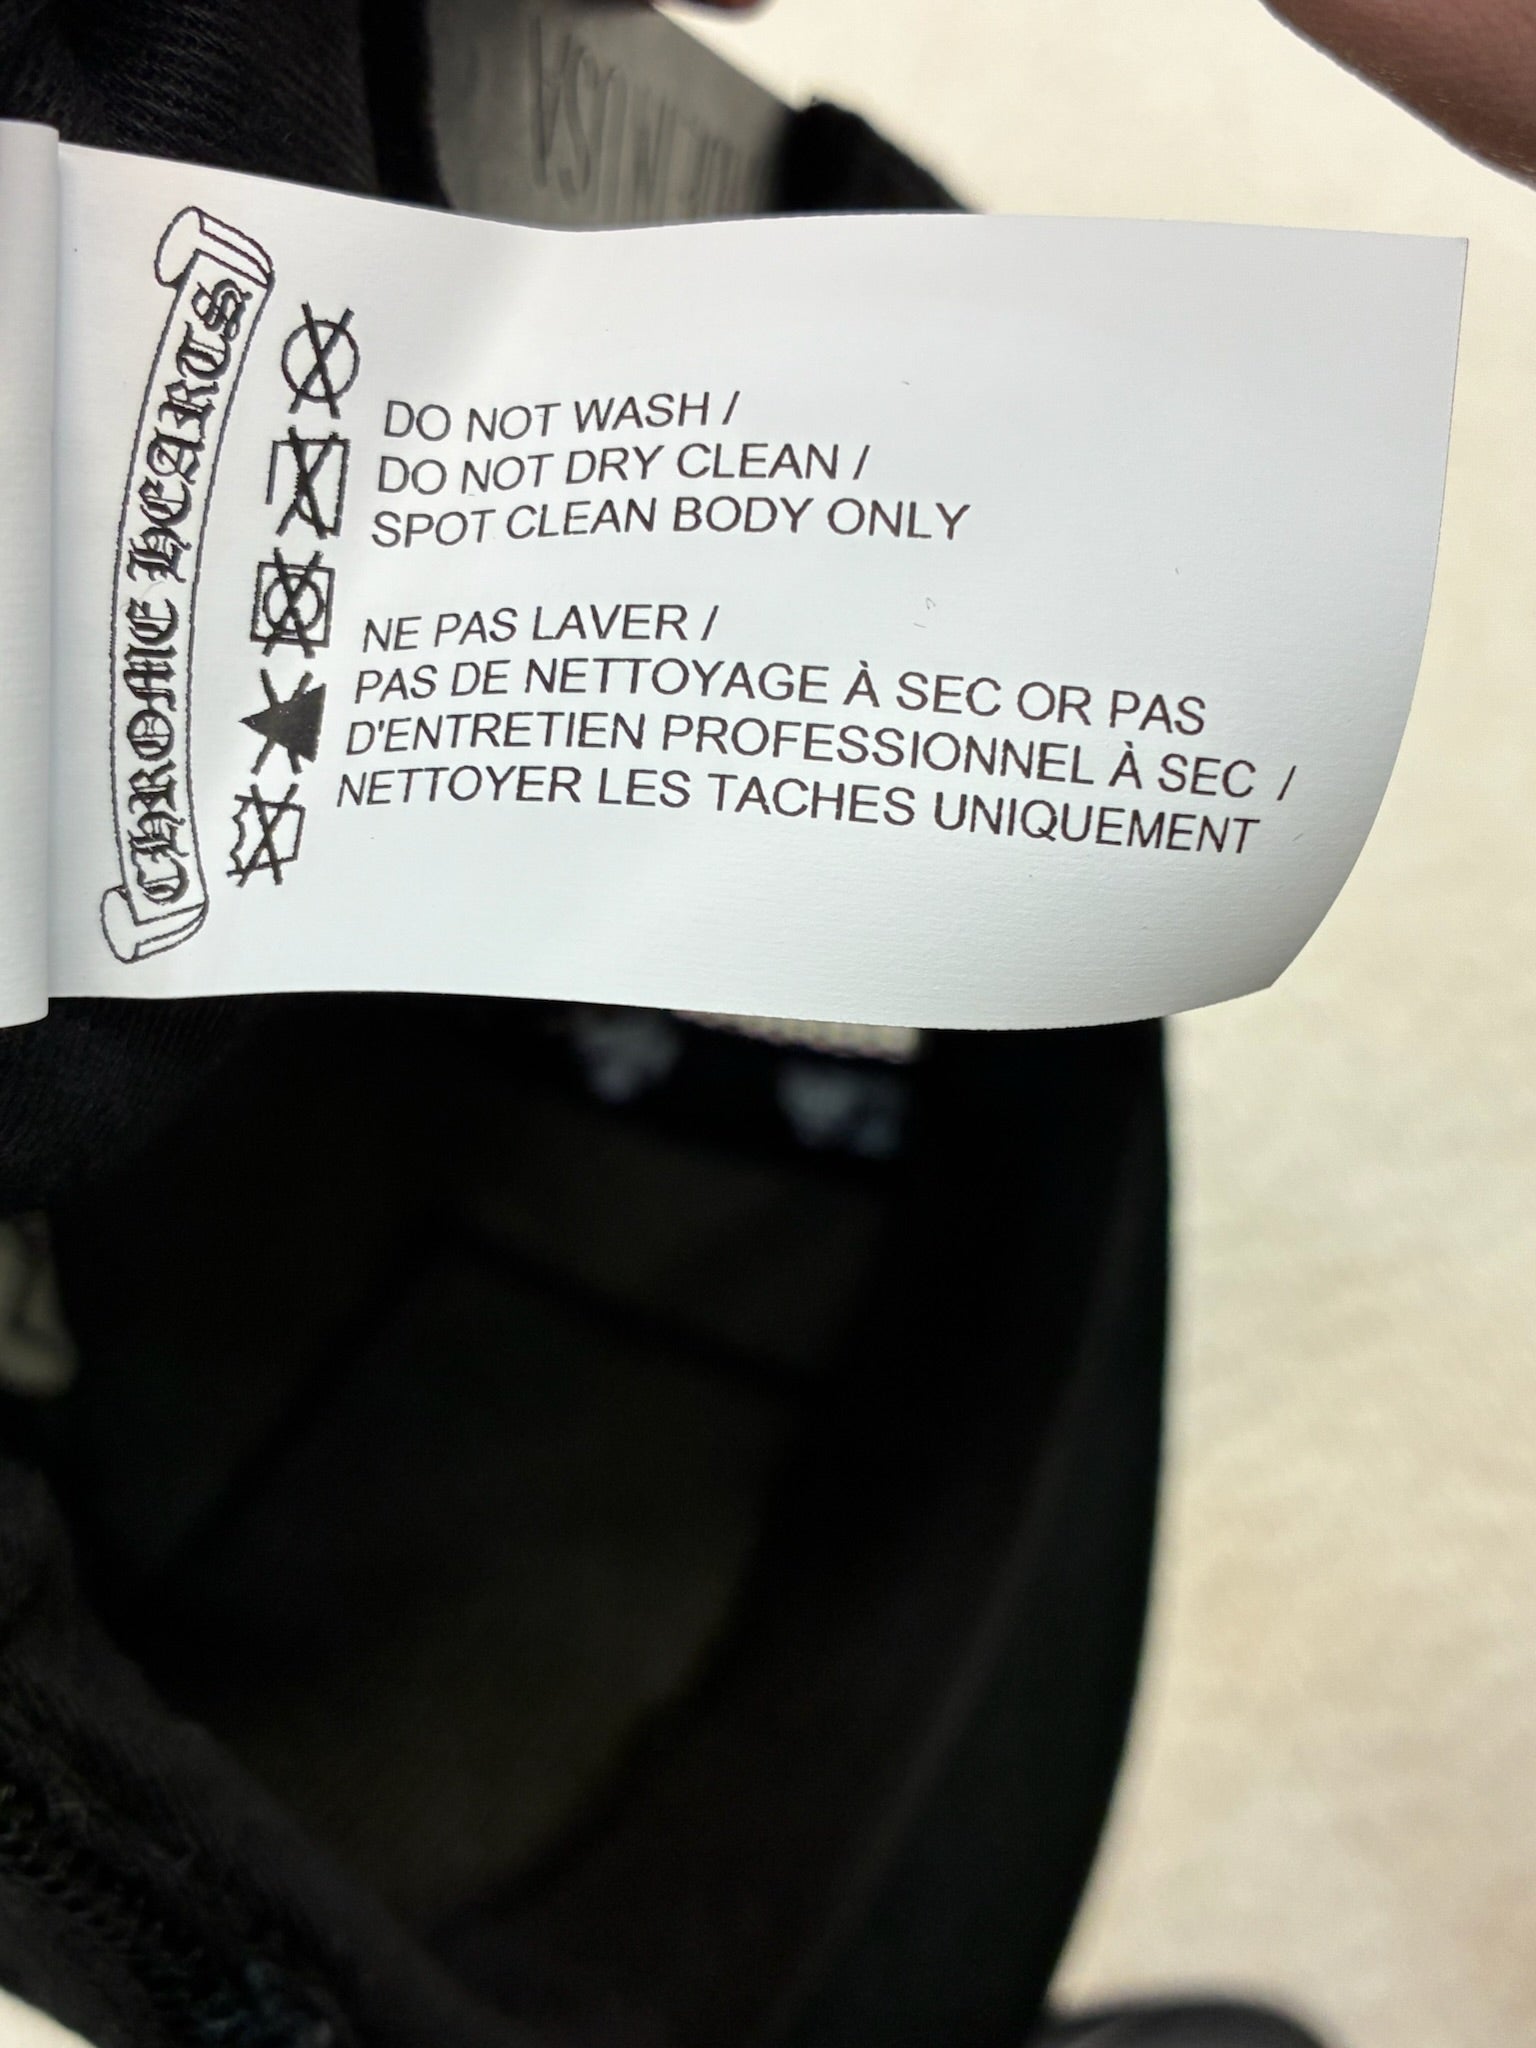 CHROME HEARTS
DO NOT WASH /
DO NOT DRY CLEAN /
SPOT CLEAN BODY ONLY
NE PAS LAVER /
PAS DE NETTOYAGE À SEC OR PAS
D'ENTRETIEN PROFESSIONNEL À SEC /
NETTOYER LES TACHES UNIQUEMENT
USA